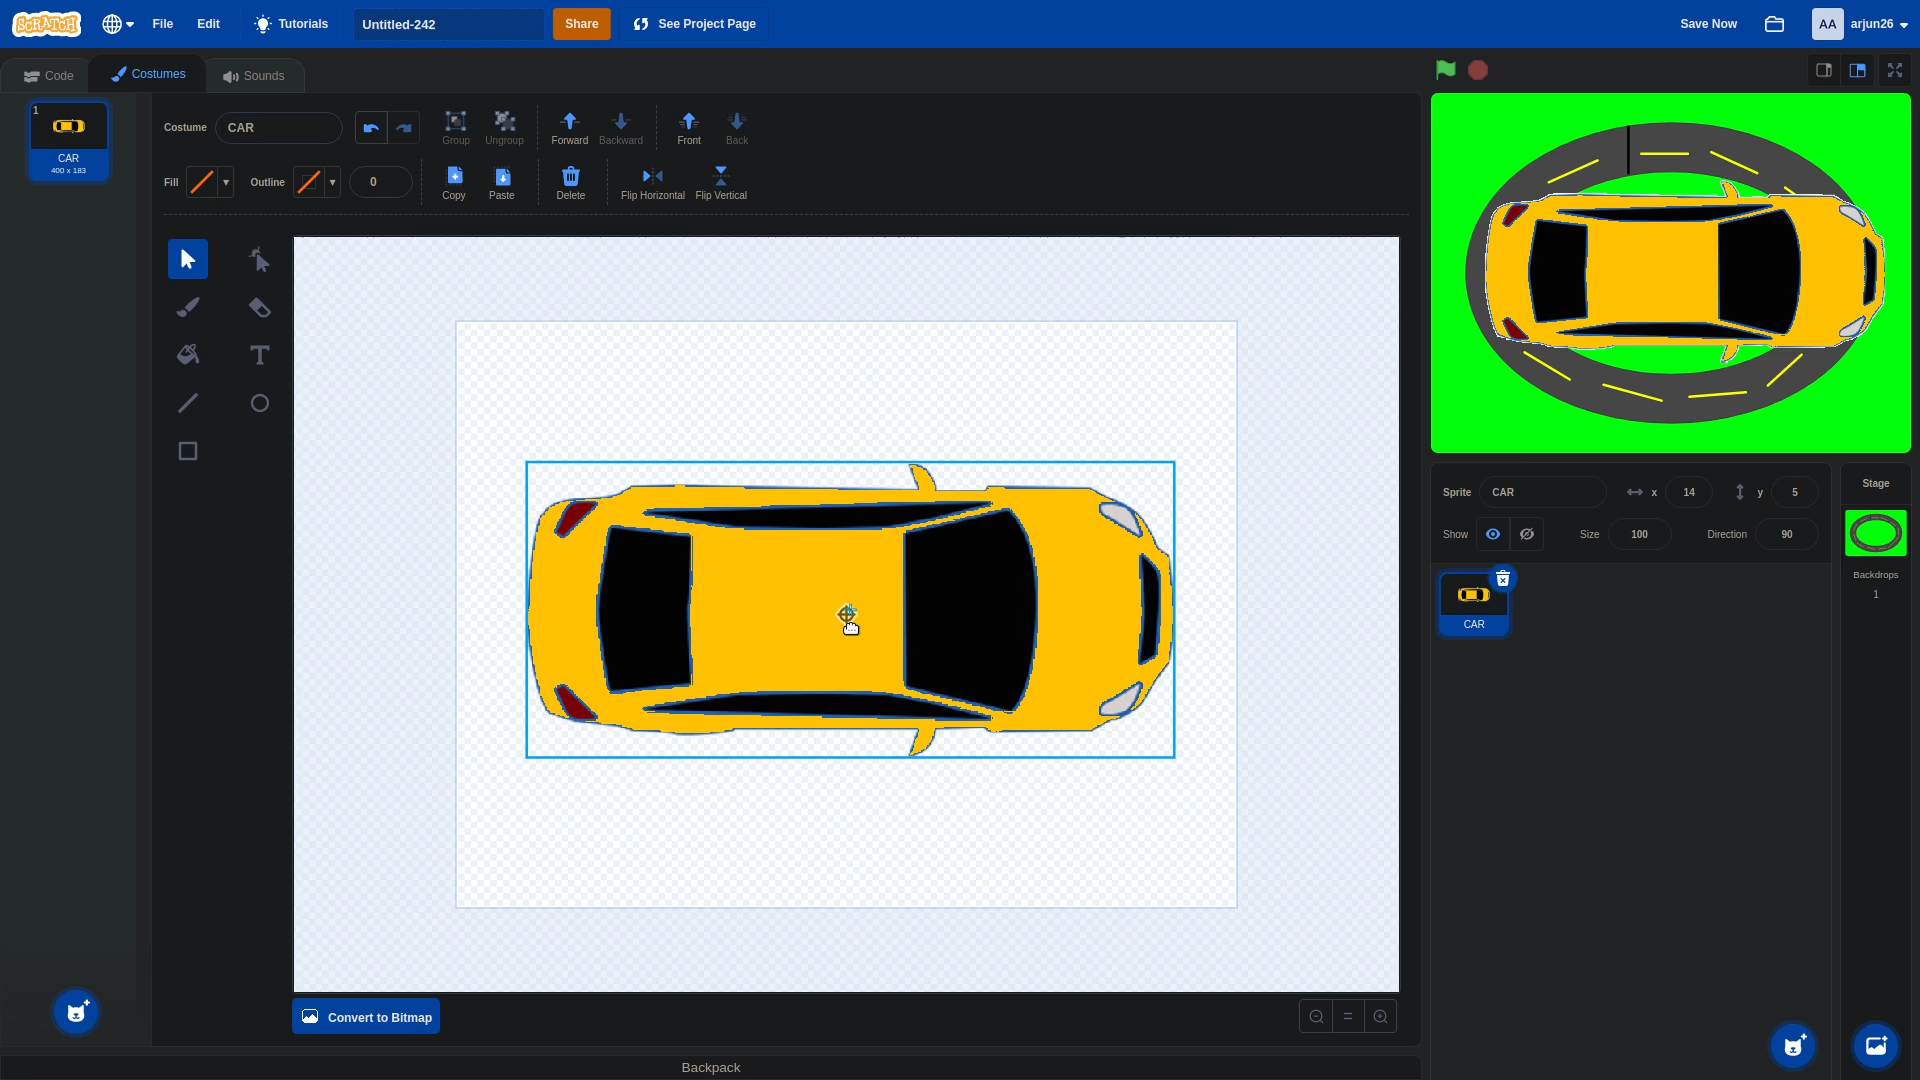 SCRATCH
File
Edit
Tutorials
Untitled-242
Share
See Project Page
Save Now
AA
arjun26
Code
Costumes
Sounds
1
CAR
400 x 183
Costume
CAR
Group
Ungroup
Forward
Backward
Front
Back
Fill
Outline
0
Copy
Paste
Delete
Flip Horizontal
Flip Vertical
Convert to Bitmap
Backpack
Sprite
CAR
x
14
y
5
Show
Size
100
Direction
90
CAR
Stage
Backdrops
1